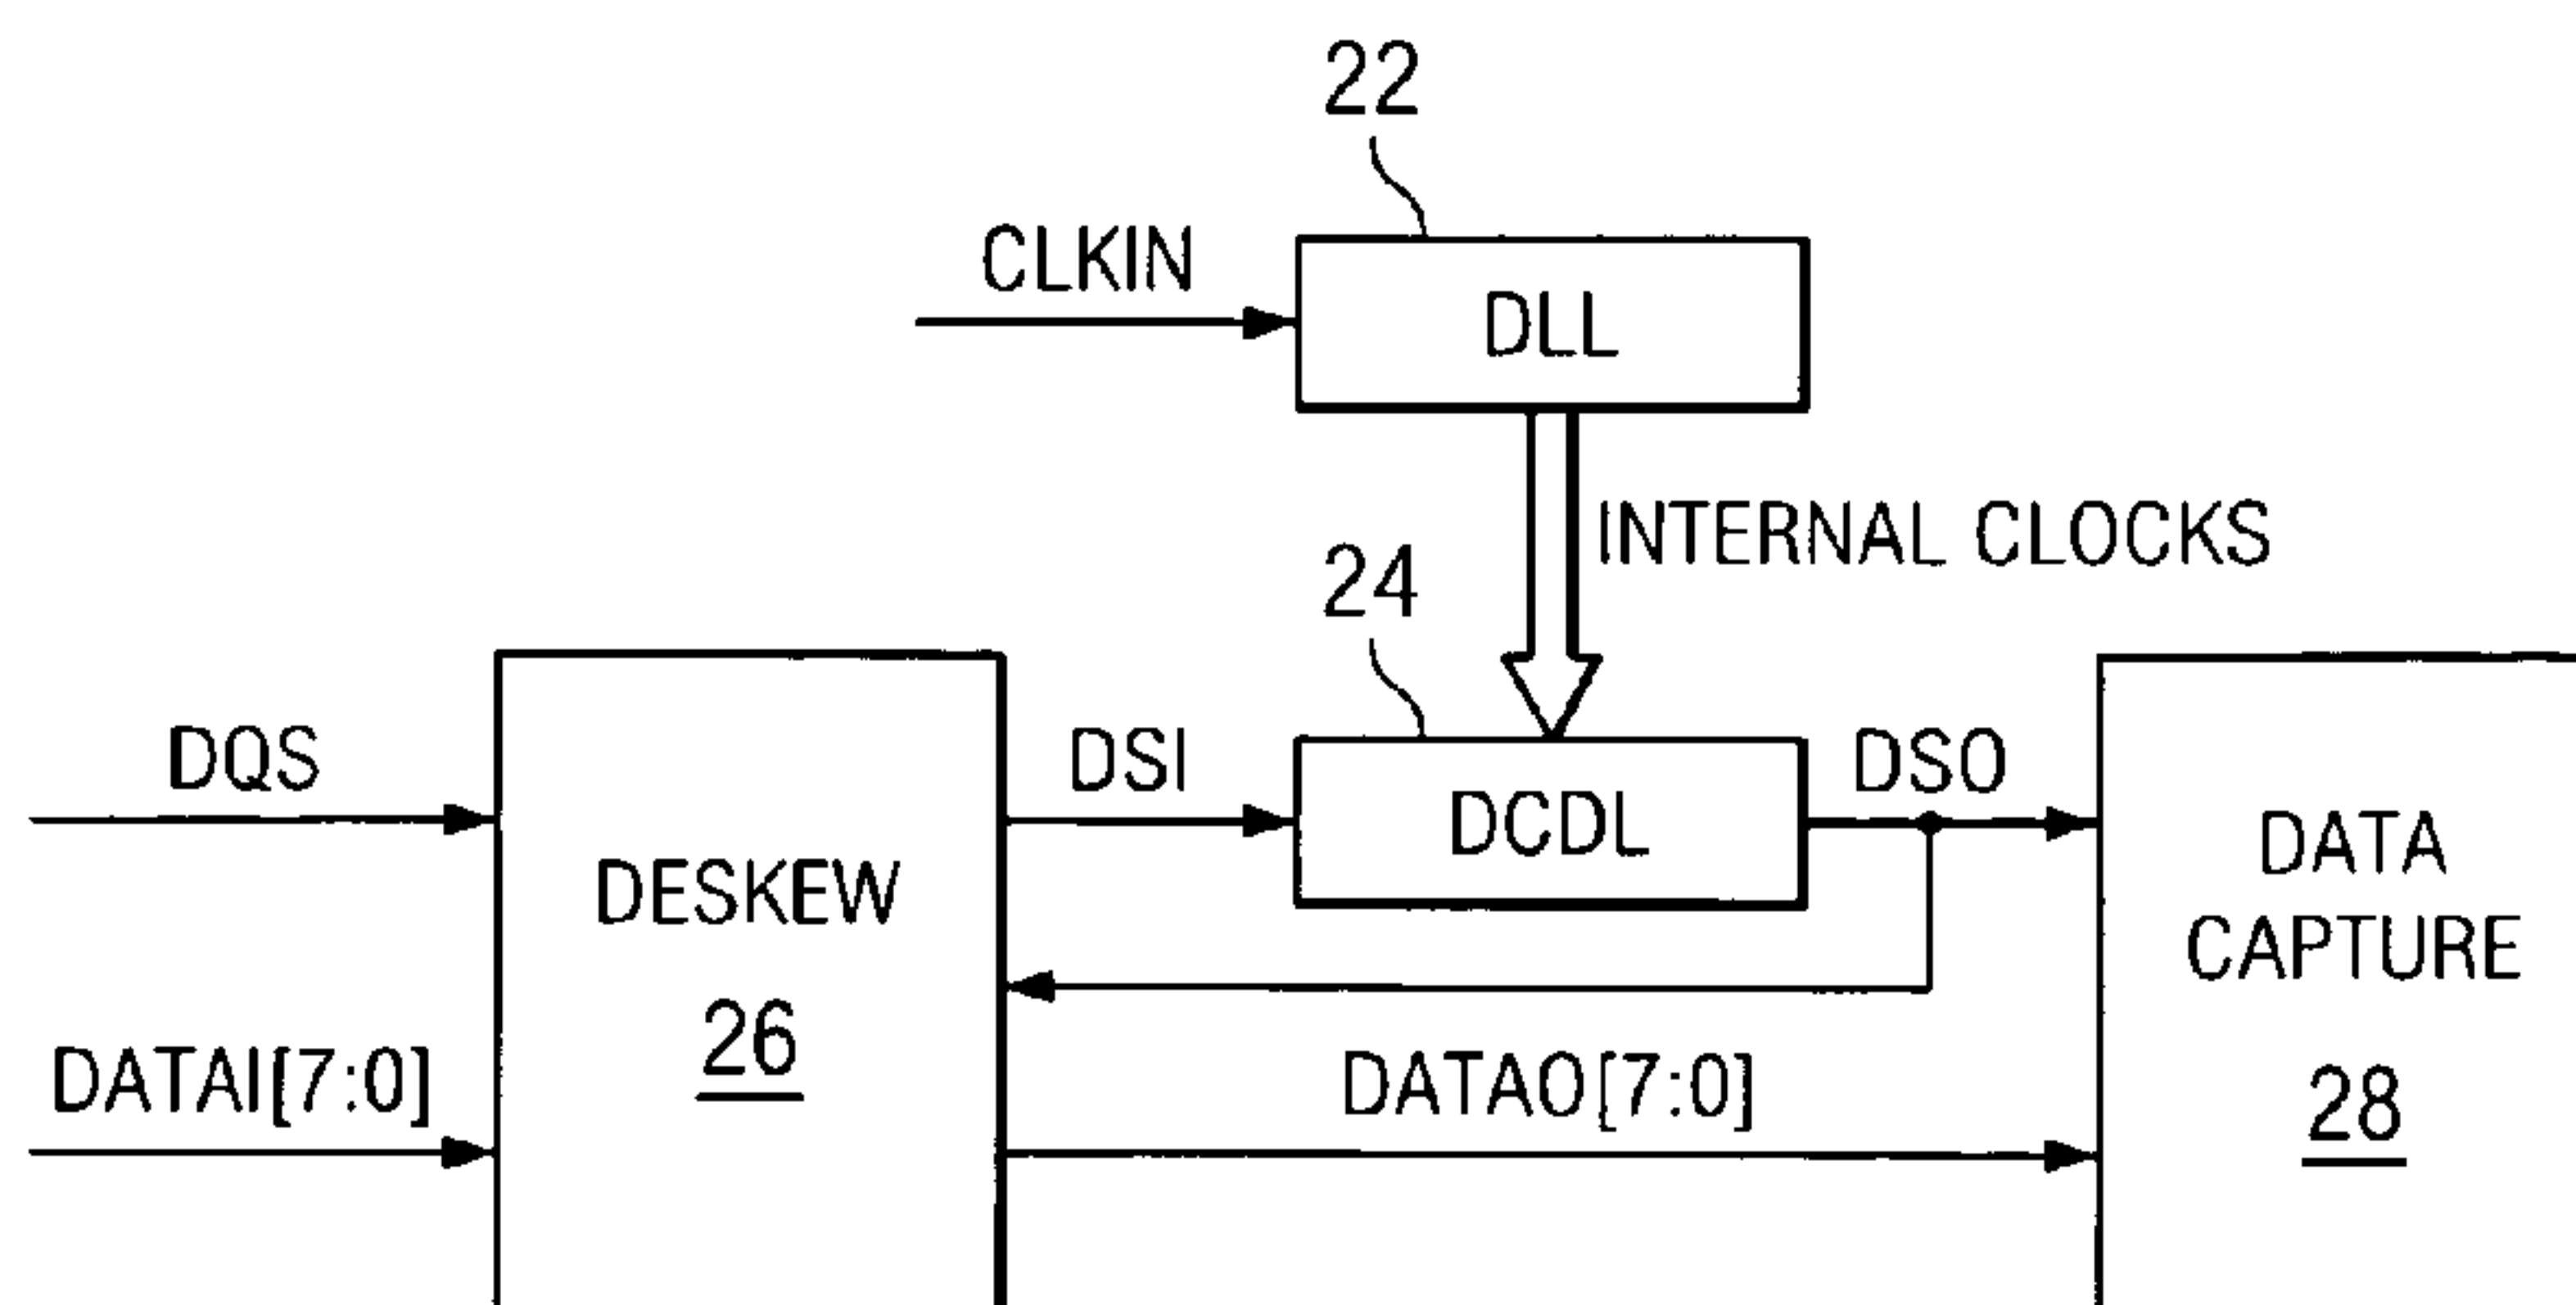 22
CLKIN
DLL
INTERNAL CLOCKS
24
DQS
DSI
DCDL
DSO
DESKEW
26
DATA
CAPTURE
28
DATAI[7:0]
DATAO[7:0]